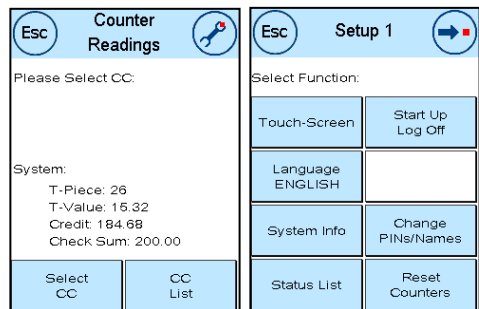 Esc
Counter
Readings
Please Select CC:
System:
T-Piece: 26
T-Value: 15.32
Credit: 184.68
Check Sum: 200.00
Select
CC
CC
List
Esc
Setup 1
Select Function:
Touch-Screen
Start Up
Log Off
Language
ENGLISH
System Info
Change
PINs/Names
Status List
Reset
Counters